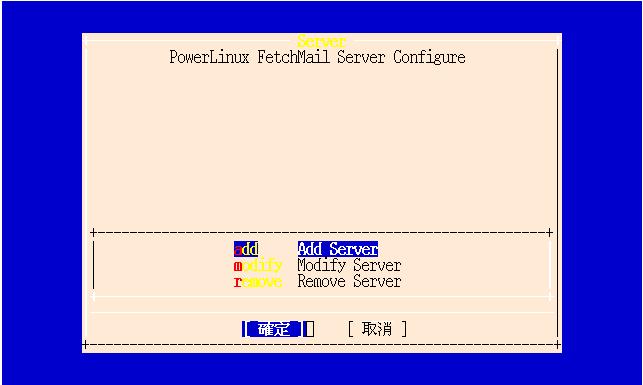 Server
PowerLinux FetchMail Server Configure
add Add Server
modify Modify Server
remove Remove Server
[ 確定 ] [ 取消 ]